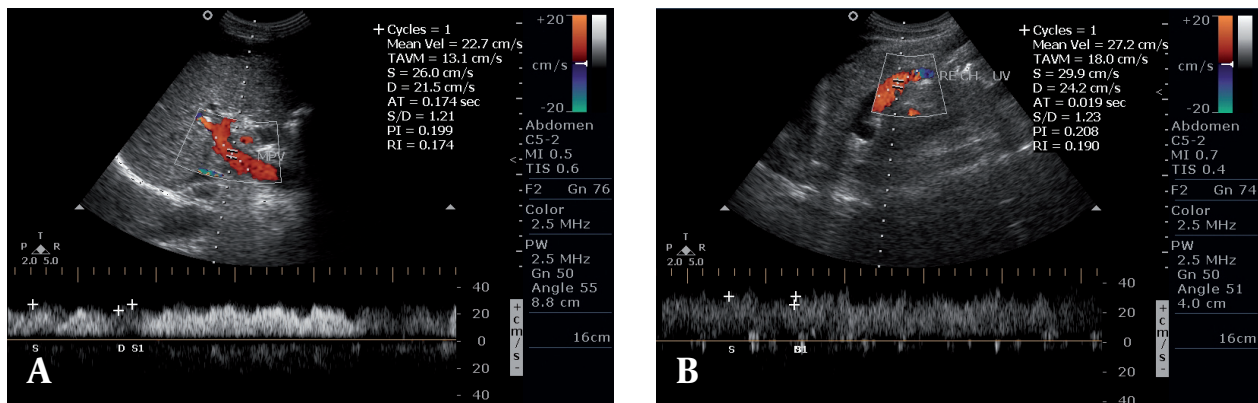 + Cycles = 1
Mean Vel = 22.7 cm/s
TAVM = 13.1 cm/s
S = 26.0 cm/s
D = 21.5 cm/s
AT = 0.174 sec
S/D = 1.21
PI = 0.199
RI = 0.174
MPV
+20
cm/s
-20
Abdomen
C5-2
MI 0.5
TIS 0.6
F2 Gn 76
Color
2.5 MHz
PW
2.5 MHz
Gn 50
Angle 55
8.8 cm
16cm
T
P R
2.0 5.0
40
20
0
-20
40
+cm/s-
S D S1
A
+ Cycles = 1
Mean Vel = 27.2 cm/s
TAVM = 18.0 cm/s
S = 29.9 cm/s
D = 24.2 cm/s
AT = 0.019 sec
S/D = 1.23
PI = 0.208
RI = 0.190
UV
+20
cm/s
-20
Abdomen
C5-2
MI 0.7
TIS 0.4
F2 Gn 74
Color
2.5 MHz
PW
2.5 MHz
Gn 50
Angle 51
4.0 cm
16cm
T
P R
2.0 5.0
40
20
0
20
40
+cm/s-
S
B